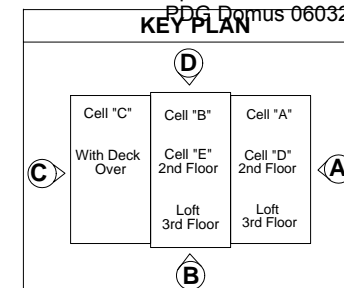 PDG Domus 06032
KEY PLAN
D
Cell "C"
With Deck
Over
Cell "B"
Cell "E"
2nd Floor
Loft
3rd Floor
Cell "A"
Cell "D"
2nd Floor
Loft
3rd Floor
C
A
B